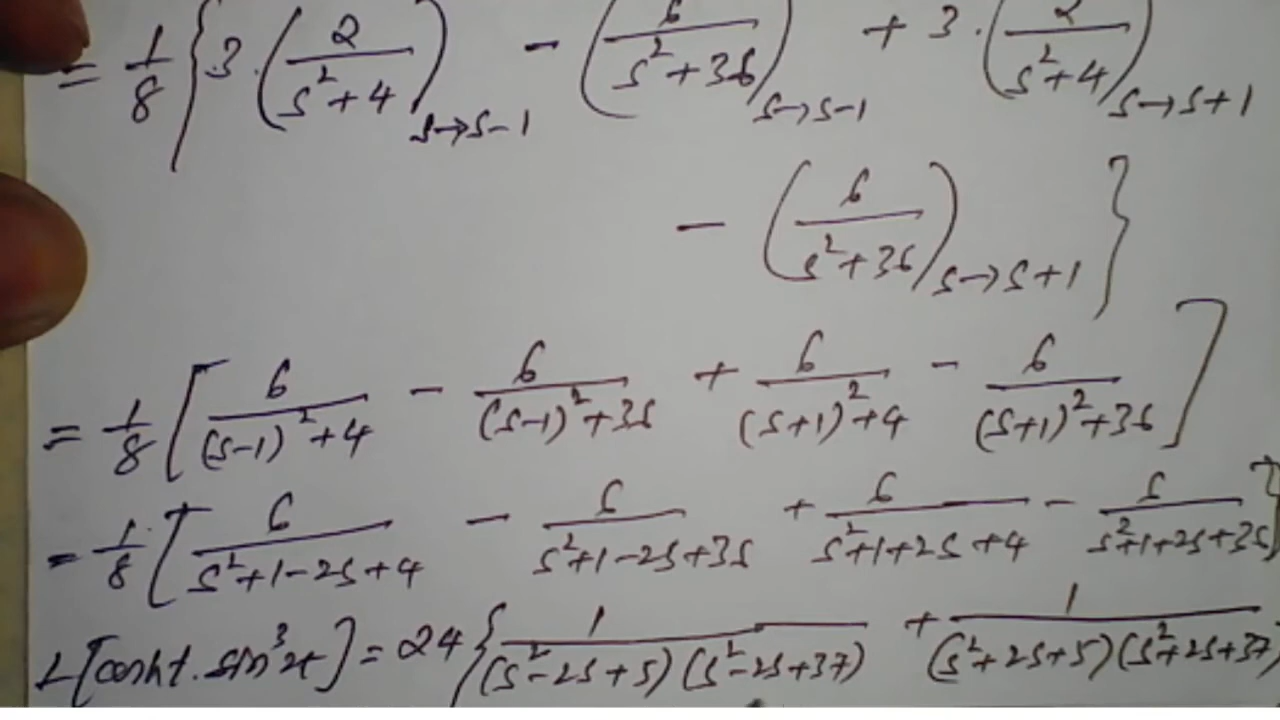 = 1/8 { 3·(2/(s²+4))_{s→s-1} - (6/(s²+36))_{s→s-1} + 3·(2/(s²+4))_{s→s+1}
- (6/(s²+36))_{s→s+1} }
= 1/8 [ 6/((s-1)²+4) - 6/((s-1)²+36) + 6/((s+1)²+4) - 6/((s+1)²+36) ]
= 1/8 [ 6/(s²+1-2s+4) - 6/(s²+1-2s+36) + 6/(s²+1+2s+4) - 6/(s²+1+2s+36) ]
L[cosht.sin³2t] = 24 { 1/((s²-2s+5)(s²-2s+37)) + 1/((s²+2s+5)(s²+2s+37))